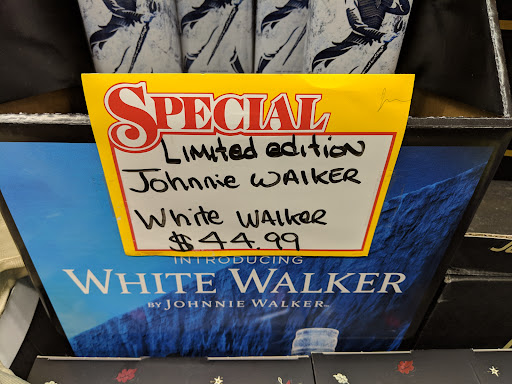 SPECIAL
Limited edition
Johnnie WALKER
White WALKER
$44.99
INTRODUCING
WHITE WALKER
BY JOHNNIE WALKER